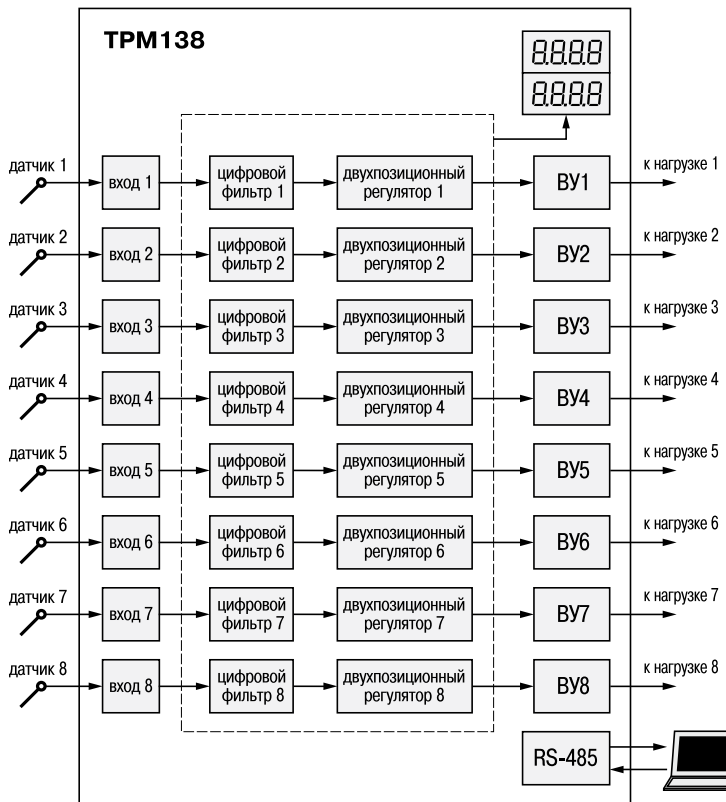 ТРМ138
8.8.8.8
8.8.8.8
датчик 1
вход 1
цифровой
фильтр 1
двухпозиционный
регулятор 1
ВУ1
к нагрузке 1
датчик 2
вход 2
цифровой
фильтр 2
двухпозиционный
регулятор 2
ВУ2
к нагрузке 2
датчик 3
вход 3
цифровой
фильтр 3
двухпозиционный
регулятор 3
ВУ3
к нагрузке 3
датчик 4
вход 4
цифровой
фильтр 4
двухпозиционный
регулятор 4
ВУ4
к нагрузке 4
датчик 5
вход 5
цифровой
фильтр 5
двухпозиционный
регулятор 5
ВУ5
к нагрузке 5
датчик 6
вход 6
цифровой
фильтр 6
двухпозиционный
регулятор 6
ВУ6
к нагрузке 6
датчик 7
вход 7
цифровой
фильтр 7
двухпозиционный
регулятор 7
ВУ7
к нагрузке 7
датчик 8
вход 8
цифровой
фильтр 8
двухпозиционный
регулятор 8
ВУ8
к нагрузке 8
RS-485